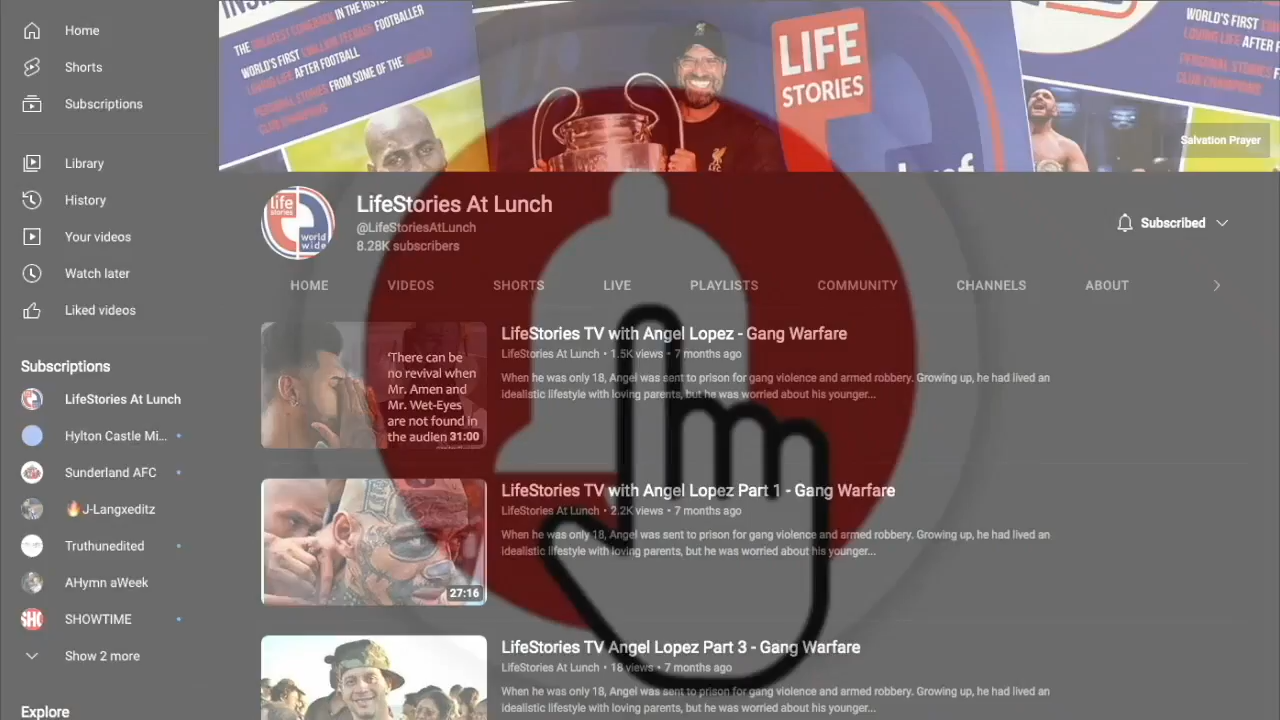 Home
Shorts
Subscriptions
Library
History
Your videos
Watch later
Liked videos
Subscriptions
LifeStories At Lunch
Hylton Castle Mi...
Sunderland AFC
🔥J-Langxeditz
Truthunedited
AHymn aWeek
SHOWTIME
Show 2 more
Explore
THE GREATEST COMEBACK IN THE HIST
WORLD'S FIRST £ MILLION TEENAGE FOOTBALLER
LOVING LIFE AFTER FOOTBALL
PERSONAL STORIES FROM SOME OF THE WORLD
CLUB CHAMPIONS
LIFE
STORIES
WORLD'S FIRST
LOVING LIFE AFTER F
PERSONAL STORIES F
CLUB CHAMPIONS
Salvation Prayer
life
stories
world
wide
LifeStories At Lunch
@LifeStoriesAtLunch
8.28K subscribers
Subscribed
HOME VIDEOS SHORTS LIVE PLAYLISTS COMMUNITY CHANNELS ABOUT
'There can be
no revival when
Mr. Amen and
Mr. Wet-Eyes
are not found in
the audien
31:00
LifeStories TV with Angel Lopez - Gang Warfare
LifeStories At Lunch • 1.5K views • 7 months ago
When he was only 18, Angel was sent to prison for gang violence and armed robbery. Growing up, he had lived an
idealistic lifestyle with loving parents, but he was worried about his younger...
27:16
LifeStories TV with Angel Lopez Part 1 - Gang Warfare
LifeStories At Lunch • 2.2K views • 7 months ago
When he was only 18, Angel was sent to prison for gang violence and armed robbery. Growing up, he had lived an
idealistic lifestyle with loving parents, but he was worried about his younger...
LifeStories TV Angel Lopez Part 3 - Gang Warfare
LifeStories At Lunch • 18 views • 7 months ago
When he was only 18, Angel was sent to prison for gang violence and armed robbery. Growing up, he had lived an
idealistic lifestyle with loving parents, but he was worried about his younger...